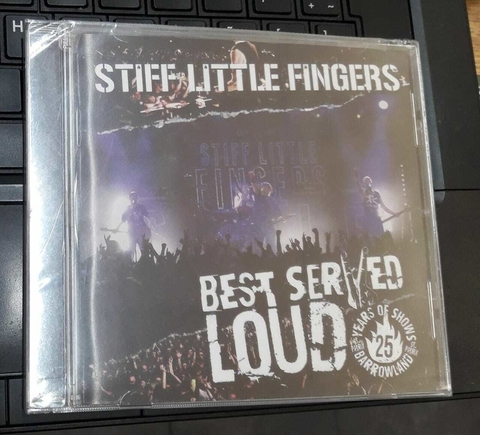 STIFF LITTLE FINGERS
STIFF LITTLE
FINGERS
BEST SERVED
LOUD
YEARS OF SHOWS
25
BARROWLAND